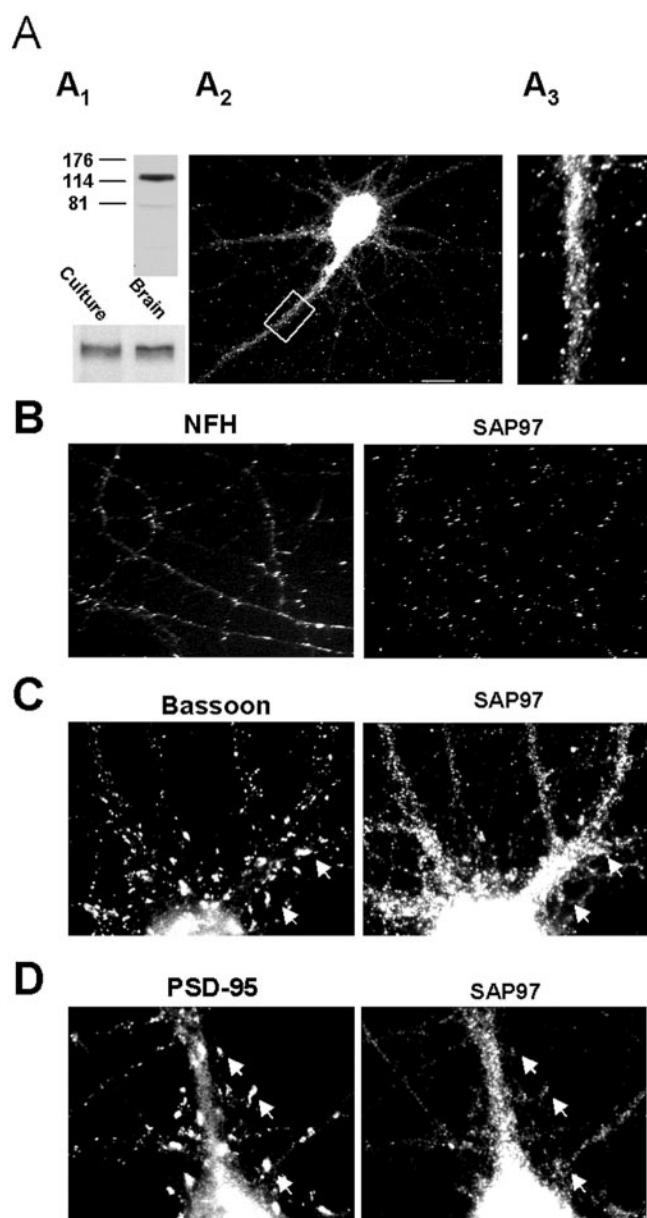 A
A1 A2 A3
176
114
81
Culture Brain
B NFH SAP97
C Bassoon SAP97
D PSD-95 SAP97